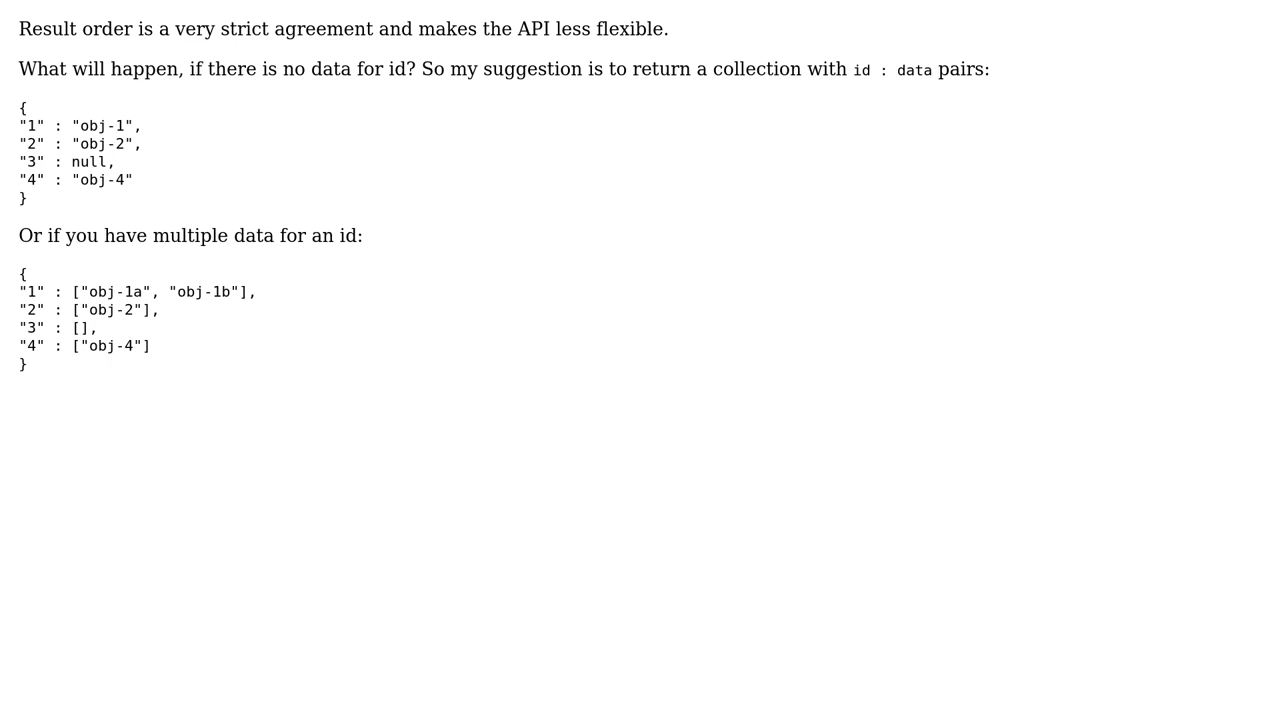 Result order is a very strict agreement and makes the API less flexible.
What will happen, if there is no data for id? So my suggestion is to return a collection with id : data pairs:
{
"1" : "obj-1",
"2" : "obj-2",
"3" : null,
"4" : "obj-4"
}
Or if you have multiple data for an id:
{
"1" : ["obj-1a", "obj-1b"],
"2" : ["obj-2"],
"3" : [],
"4" : ["obj-4"]
}